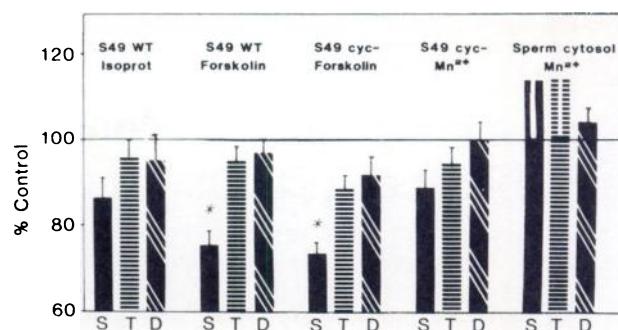 S49 WT S49 WT S49 cyc- S49 cyc- Sperm cytosol
Isoprot Forskolin Forskolin Mn²⁺ Mn²⁺
120
100
80
60
% Control
*
*
S T D S T D S T D S T D S T D